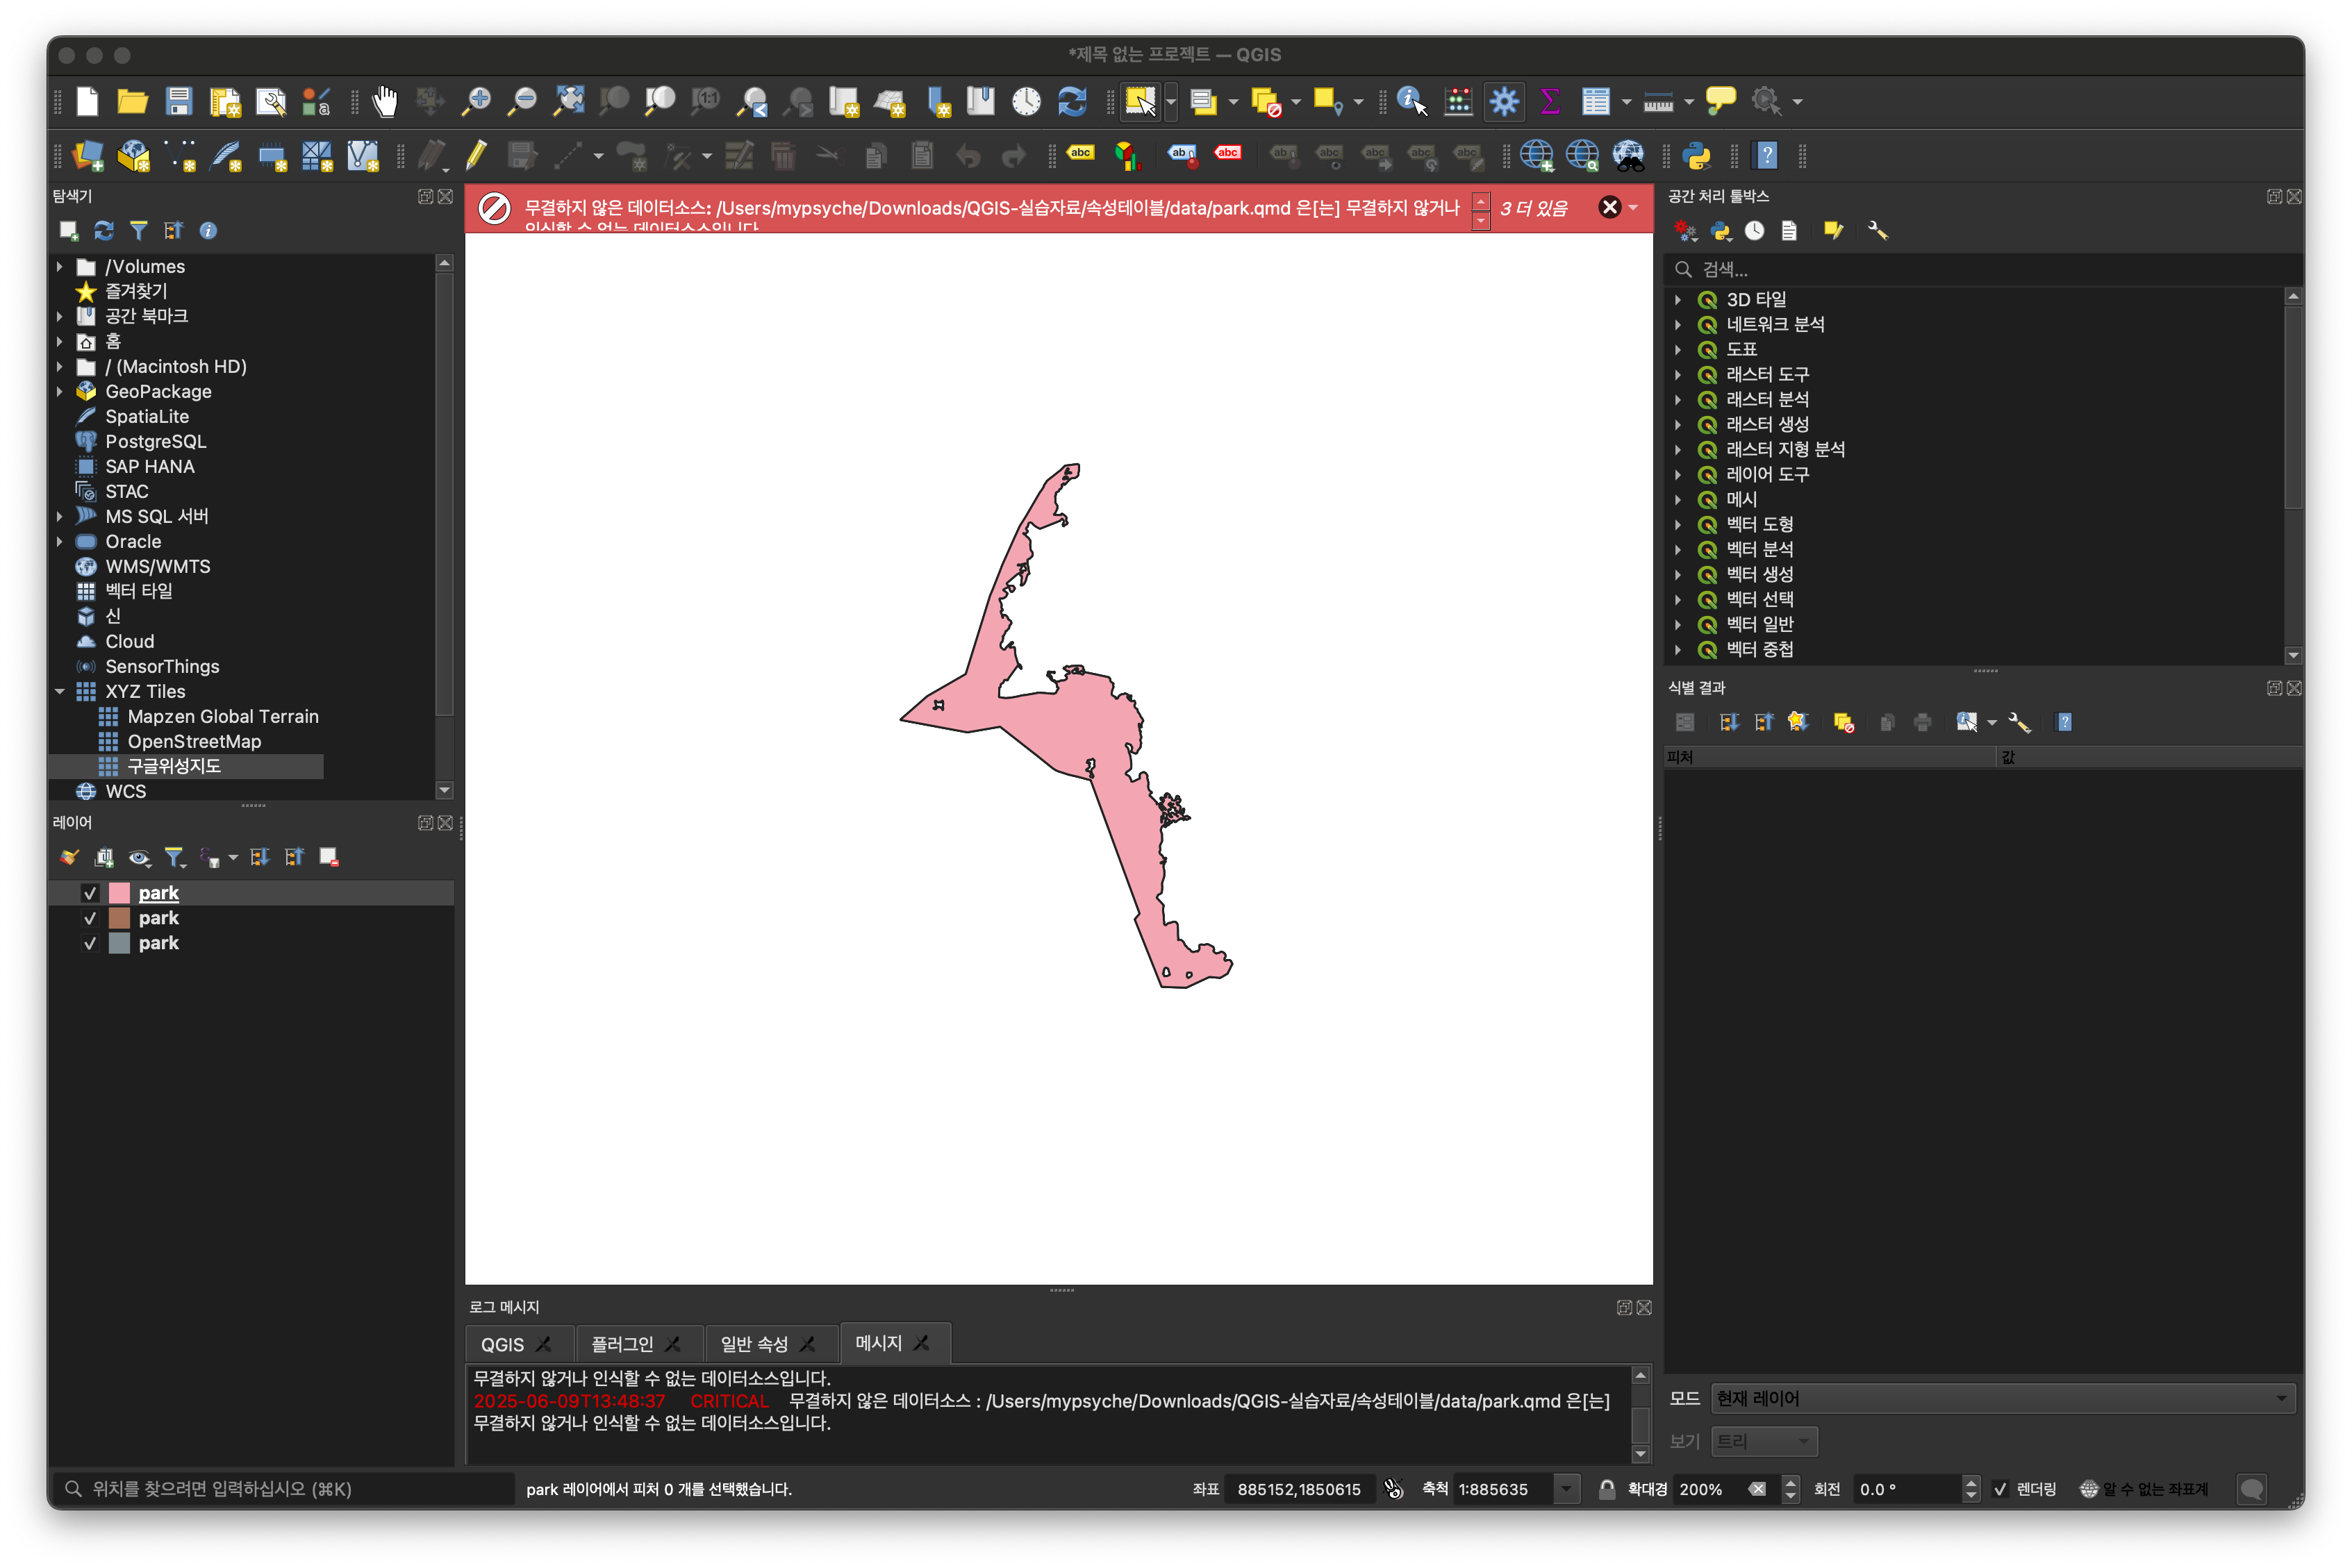 *제목 없는 프로젝트 — QGIS
탐색기
/Volumes
즐겨찾기
공간 북마크
홈
/ (Macintosh HD)
GeoPackage
SpatiaLite
PostgreSQL
SAP HANA
STAC
MS SQL 서버
Oracle
WMS/WMTS
벡터 타일
신
Cloud
SensorThings
XYZ Tiles
Mapzen Global Terrain
OpenStreetMap
구글위성지도
WCS
레이어
park
park
park
무결하지 않은 데이터소스: /Users/mypsyche/Downloads/QGIS-실습자료/속성테이블/data/park.qmd 은[는] 무결하지 않거나
인식할 수 없는 데이터소스입니다
3 더 있음
로그 메시지
QGIS
플러그인
일반 속성
메시지
무결하지 않거나 인식할 수 없는 데이터소스입니다.
2025-06-09T13:48:37 CRITICAL 무결하지 않은 데이터소스 : /Users/mypsyche/Downloads/QGIS-실습자료/속성테이블/data/park.qmd 은[는]
무결하지 않거나 인식할 수 없는 데이터소스입니다.
공간 처리 툴박스
검색...
3D 타일
네트워크 분석
도표
래스터 도구
래스터 분석
래스터 생성
래스터 지형 분석
레이어 도구
메시
벡터 도형
벡터 분석
벡터 생성
벡터 선택
벡터 일반
벡터 중첩
식별 결과
피처 값
모드 현재 레이어
보기 트리
위치를 찾으려면 입력하십시오 (⌘K)
park 레이어에서 피처 0 개를 선택했습니다.
좌표 885152,1850615
축척 1:885635
확대경 200%
회전 0.0 °
렌더링
알 수 없는 좌표계